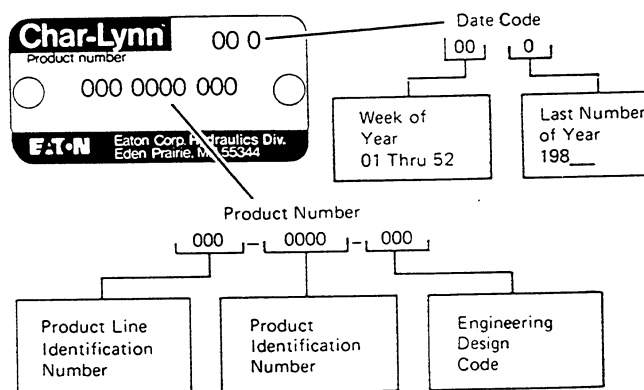 Char-Lynn
Product number
00 0
000 0000 000
EATON
Eaton Corp. Hydraulics Div.
Eden Prairie, MN 55344
Date Code
00 0
Week of
Year
01 Thru 52
Last Number
of Year
198__
Product Number
000 – 0000 – 000
Product Line
Identification
Number
Product
Identification
Number
Engineering
Design
Code